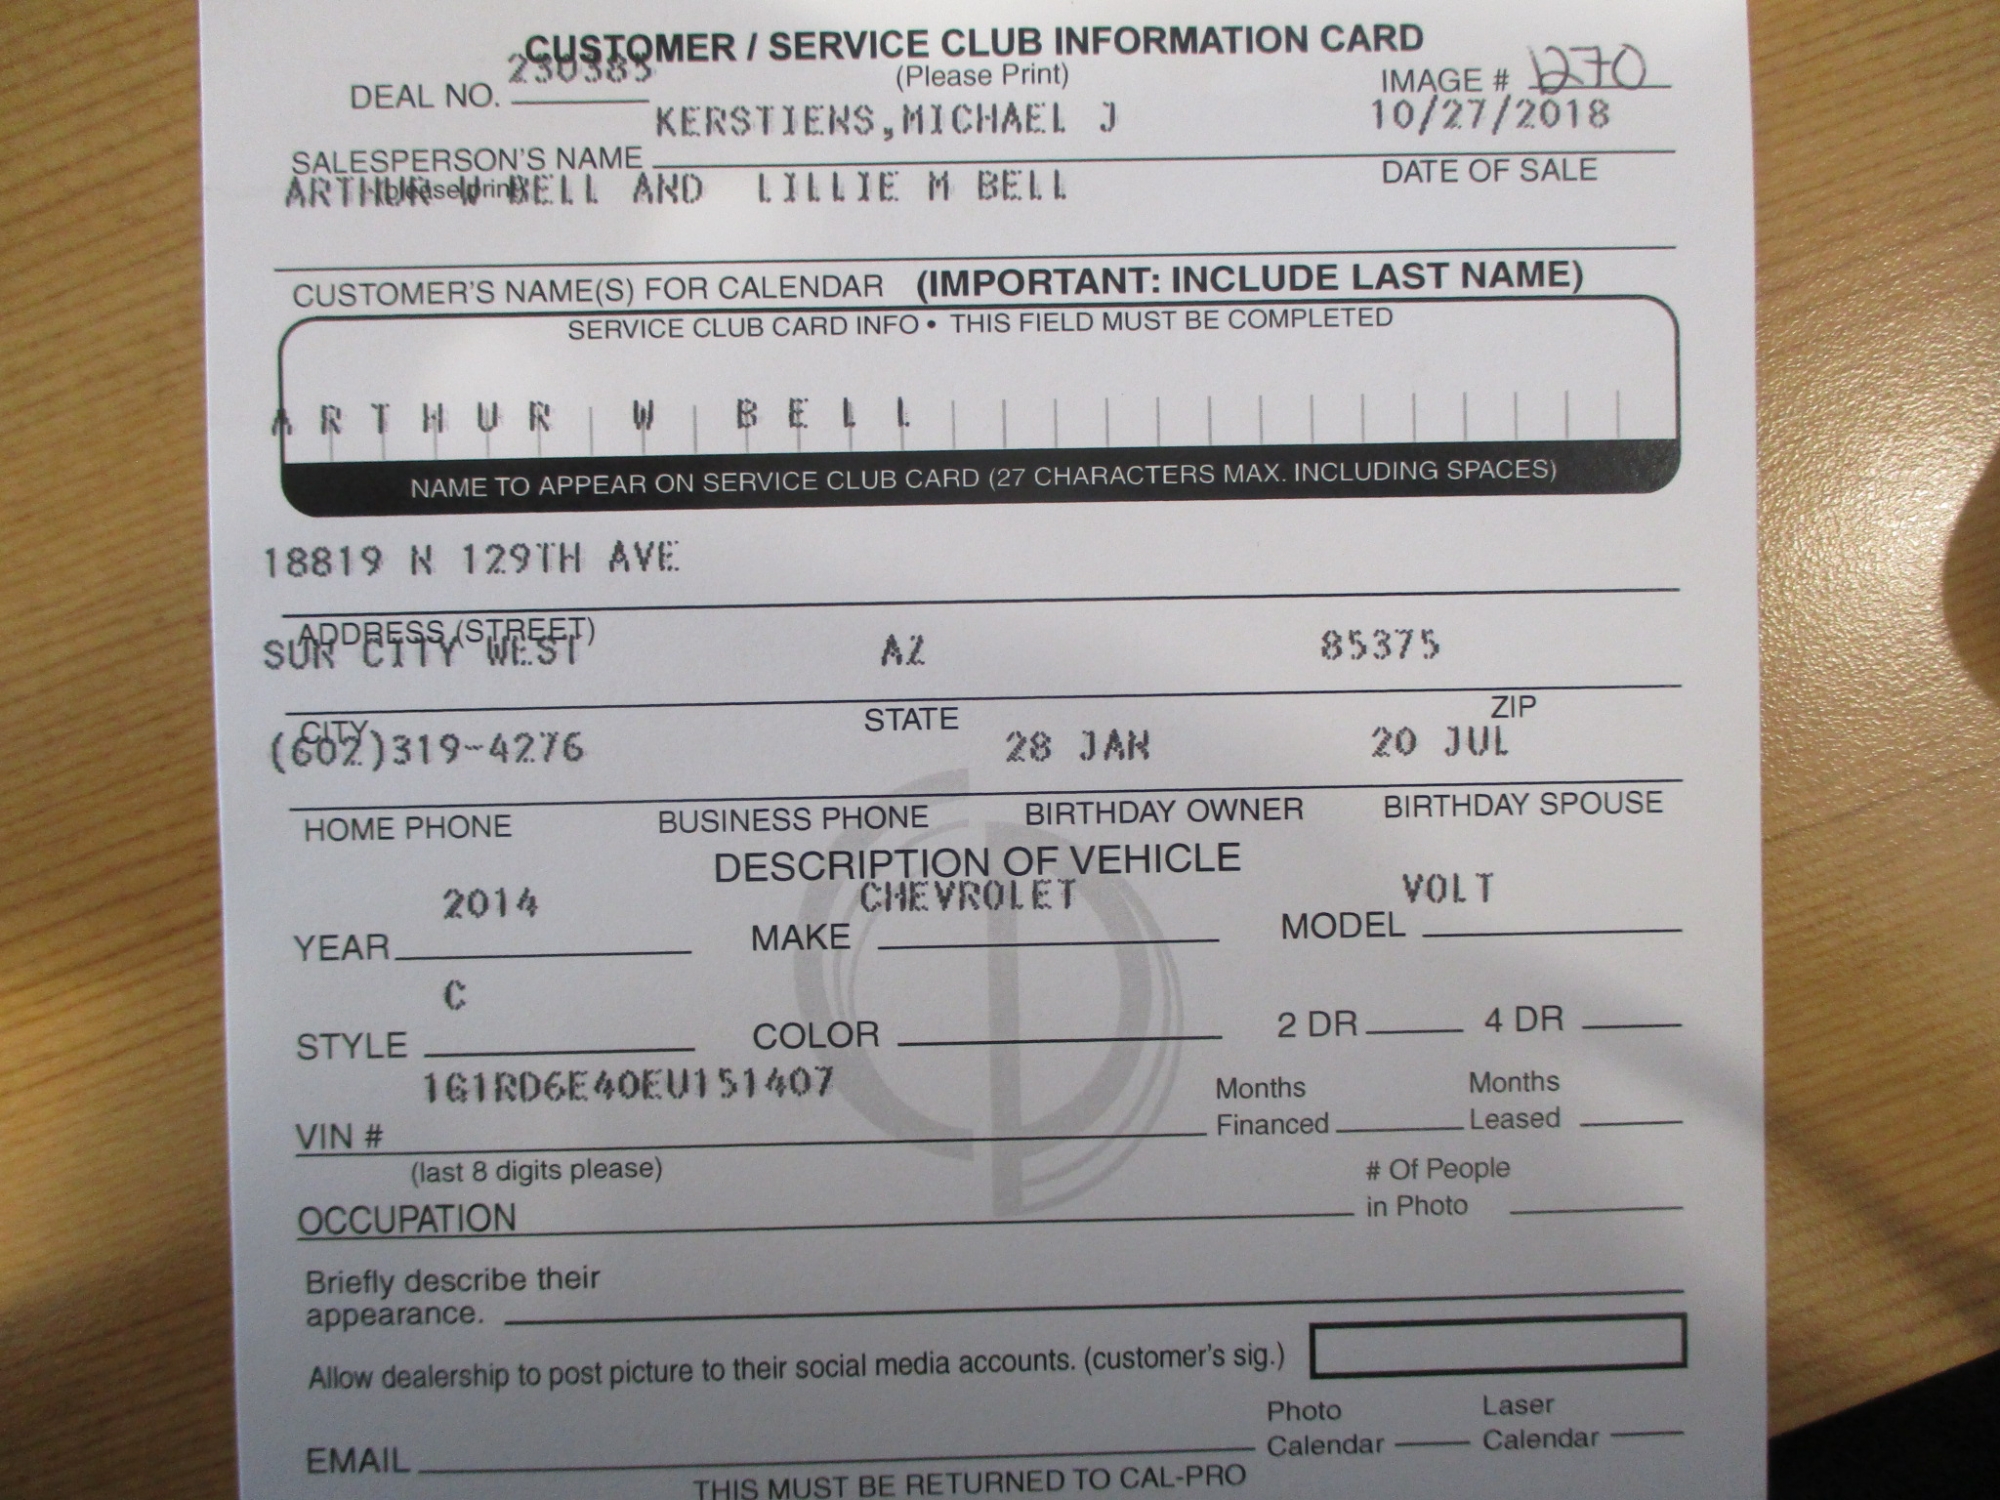 CUSTOMER / SERVICE CLUB INFORMATION CARD
(Please Print)
DEAL NO. 230385
IMAGE # 1270
KERSTIENS,MICHAEL J
10/27/2018
SALESPERSON'S NAME
(please print)
DATE OF SALE
ARTHUR W BELL AND LILLIE M BELL
CUSTOMER'S NAME(S) FOR CALENDAR (IMPORTANT: INCLUDE LAST NAME)
SERVICE CLUB CARD INFO • THIS FIELD MUST BE COMPLETED
ARTHUR W BELL
NAME TO APPEAR ON SERVICE CLUB CARD (27 CHARACTERS MAX. INCLUDING SPACES)
18819 N 129TH AVE
ADDRESS (STREET)
SUN CITY WEST AZ 85375
CITY STATE ZIP
(602)319-4276 28 JAN 20 JUL
HOME PHONE BUSINESS PHONE BIRTHDAY OWNER BIRTHDAY SPOUSE
DESCRIPTION OF VEHICLE
YEAR 2014 MAKE CHEVROLET MODEL VOLT
STYLE C COLOR 2 DR 4 DR
VIN # 1G1RD6E40EU151407
Months Financed Months Leased
(last 8 digits please)
# Of People in Photo
OCCUPATION
Briefly describe their
appearance.
Allow dealership to post picture to their social media accounts. (customer's sig.)
Photo Calendar Laser Calendar
EMAIL
THIS MUST BE RETURNED TO CAL-PRO